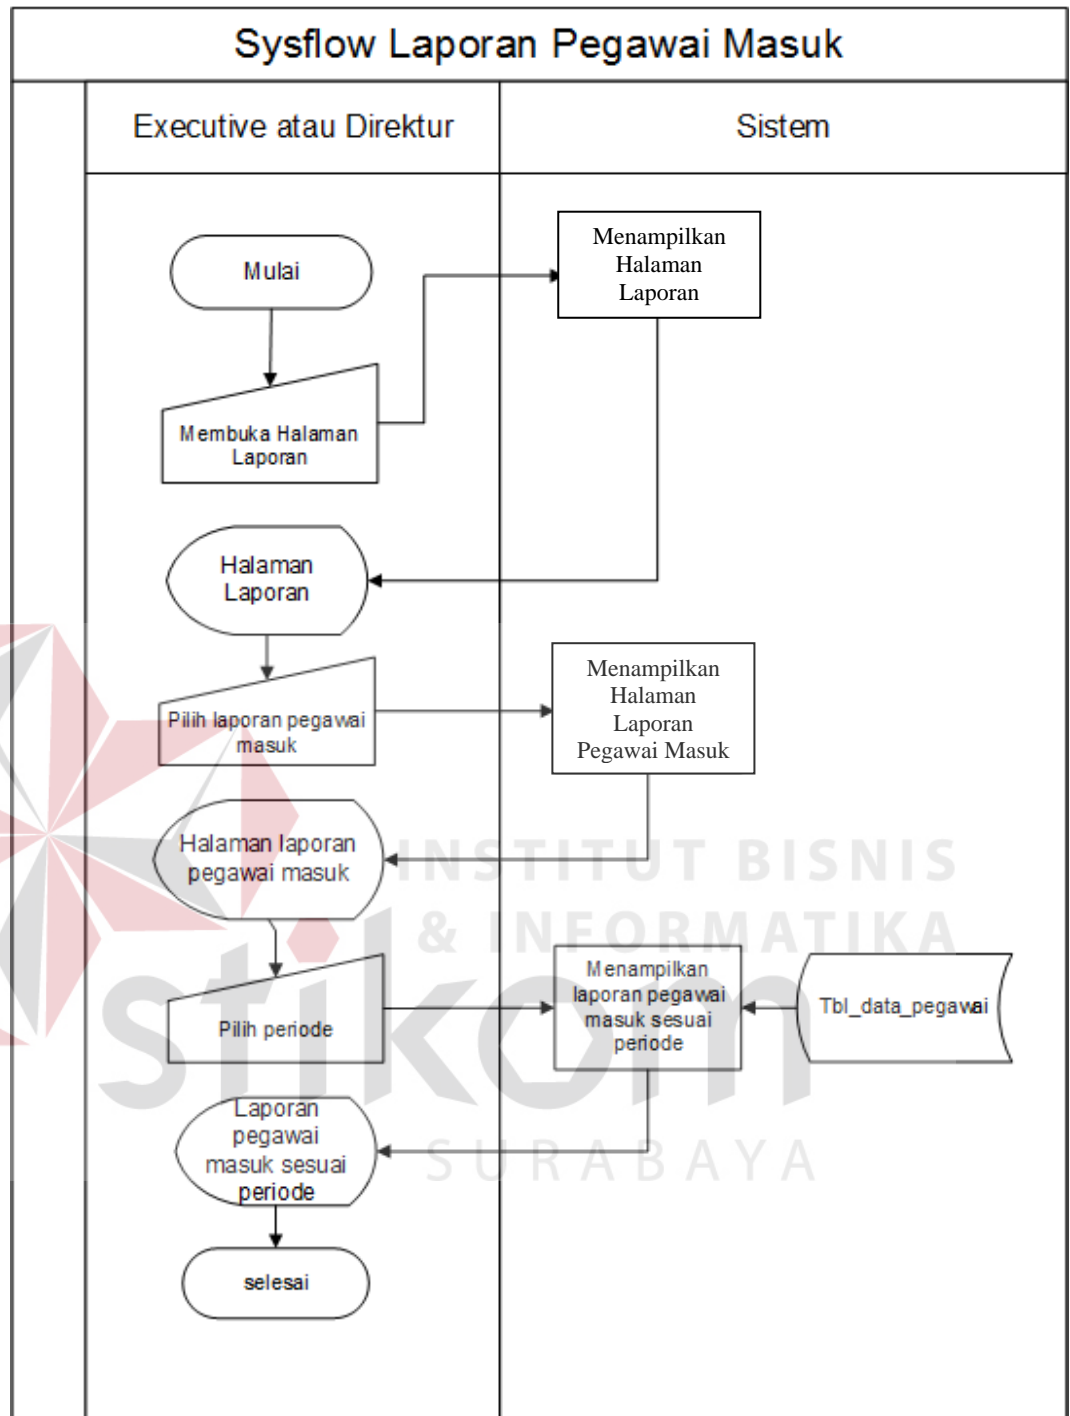 Sysflow Laporan Pegawai Masuk
Executive atau Direktur
Sistem
Mulai
Menampilkan
Halaman
Laporan
Membuka Halaman
Laporan
Halaman
Laporan
Pilih laporan pegawai
masuk
Menampilkan
Halaman
Laporan
Pegawai Masuk
Halaman laporan
pegawai masuk
INSTITUT BISNIS
& INFORMATIKA
stikom
SURABAYA
Pilih periode
Menampilkan
laporan pegawai
masuk sesuai
periode
Tbl_data_pegawai
Laporan
pegawai
masuk sesuai
periode
selesai